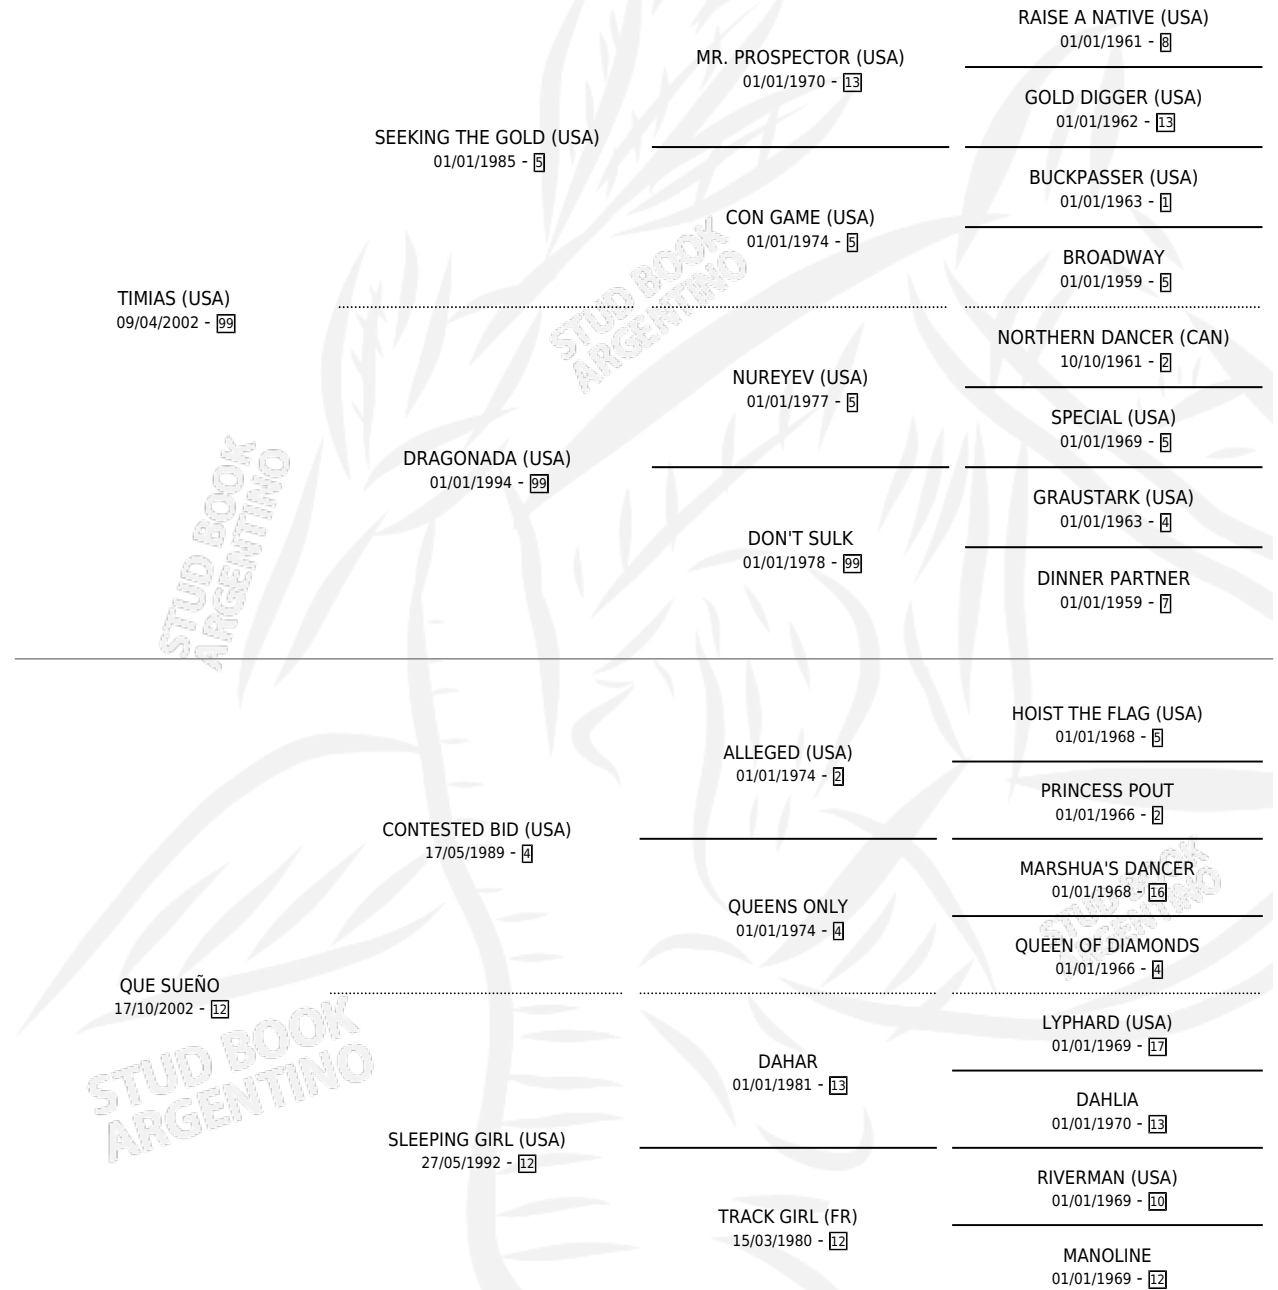 RAISE A NATIVE (USA)
01/01/1961 - 8
MR. PROSPECTOR (USA)
01/01/1970 - 13
GOLD DIGGER (USA)
01/01/1962 - 13
SEEKING THE GOLD (USA)
01/01/1985 - 5
BUCKPASSER (USA)
01/01/1963 - 1
CON GAME (USA)
01/01/1974 - 5
BROADWAY
01/01/1959 - 5
TIMIAS (USA)
09/04/2002 - 99
STUD BOOK
ARGENTINO
NORTHERN DANCER (CAN)
10/10/1961 - 2
NUREYEV (USA)
01/01/1977 - 5
SPECIAL (USA)
01/01/1969 - 5
DRAGONADA (USA)
01/01/1994 - 99
GRAUSTARK (USA)
01/01/1963 - 4
DON'T SULK
01/01/1978 - 99
DINNER PARTNER
01/01/1959 - 7
STUD BOOK
ARGENTINO
HOIST THE FLAG (USA)
01/01/1968 - 5
ALLEGED (USA)
01/01/1974 - 2
PRINCESS POUT
01/01/1966 - 2
CONTESTED BID (USA)
17/05/1989 - 4
MARSHUA'S DANCER
01/01/1968 - 16
STUD BOOK
ARGENTINO
QUEENS ONLY
01/01/1974 - 4
QUEEN OF DIAMONDS
01/01/1966 - 4
QUE SUEÑO
17/10/2002 - 12
STUD BOOK
ARGENTINO
LYPHARD (USA)
01/01/1969 - 17
DAHAR
01/01/1981 - 13
DAHLIA
01/01/1970 - 13
SLEEPING GIRL (USA)
27/05/1992 - 12
RIVERMAN (USA)
01/01/1969 - 10
TRACK GIRL (FR)
15/03/1980 - 12
MANOLINE
01/01/1969 - 12